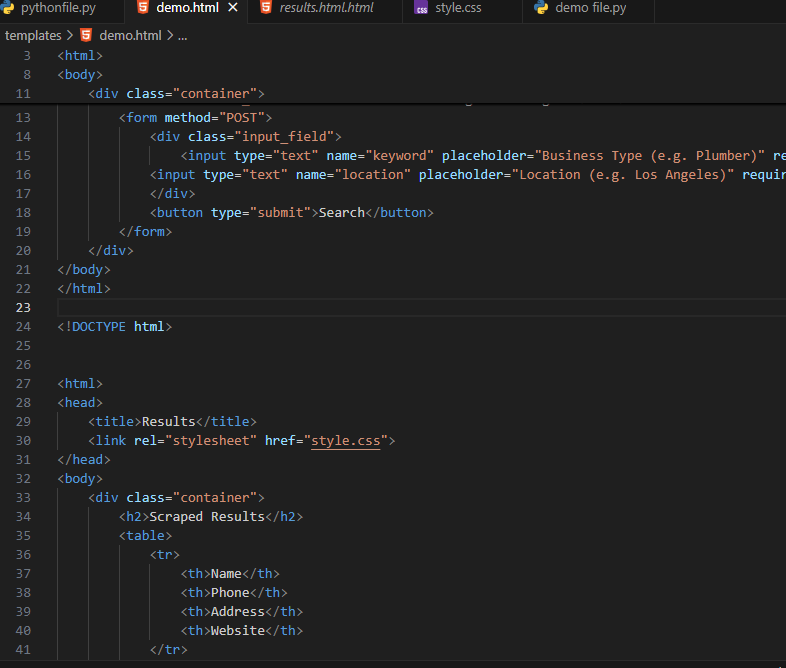 pythonfile.py demo.html × results.html.html style.css demo file.py
templates > demo.html > ...
3 <html>
8 <body>
11 <div class="container">
13 <form method="POST">
14 <div class="input_field">
15 <input type="text" name="keyword" placeholder="Business Type (e.g. Plumber)" re
16 <input type="text" name="location" placeholder="Location (e.g. Los Angeles)" requir
17 </div>
18 <button type="submit">Search</button>
19 </form>
20 </div>
21 </body>
22 </html>
23
24 <!DOCTYPE html>
25
26
27 <html>
28 <head>
29 <title>Results</title>
30 <link rel="stylesheet" href="style.css">
31 </head>
32 <body>
33 <div class="container">
34 <h2>Scraped Results</h2>
35 <table>
36 <tr>
37 <th>Name</th>
38 <th>Phone</th>
39 <th>Address</th>
40 <th>Website</th>
41 </tr>